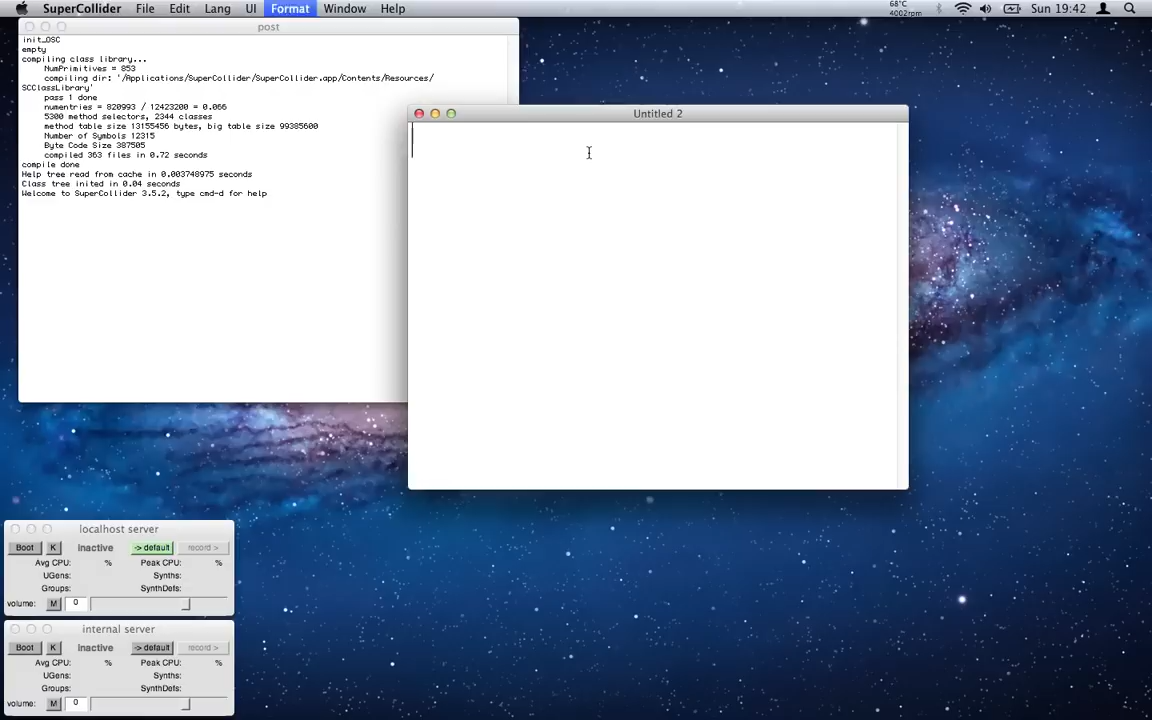 SuperCollider File Edit Lang UI Format Window Help
68°C
4002rpm
Sun 19:42
post
init_OSC
empty
compiling class library...
NumPrimitives = 853
compiling dir: '/Applications/SuperCollider/SuperCollider.app/Contents/Resources/
SCClassLibrary'
pass 1 done
numentries = 820993 / 12423200 = 0.066
5300 method selectors, 2344 classes
method table size 13155456 bytes, big table size 99385600
Number of Symbols 12315
Byte Code Size 387505
compiled 363 files in 0.72 seconds
compile done
Help tree read from cache in 0.003748975 seconds
Class tree inited in 0.04 seconds
Welcome to SuperCollider 3.5.2, type cmd-d for help
Untitled 2
localhost server
Boot K Inactive -> default record >
Avg CPU: % Peak CPU: %
UGens: Synths:
Groups: SynthDefs:
volume: M 0
internal server
Boot K Inactive -> default record >
Avg CPU: % Peak CPU: %
UGens: Synths:
Groups: SynthDefs:
volume: M 0